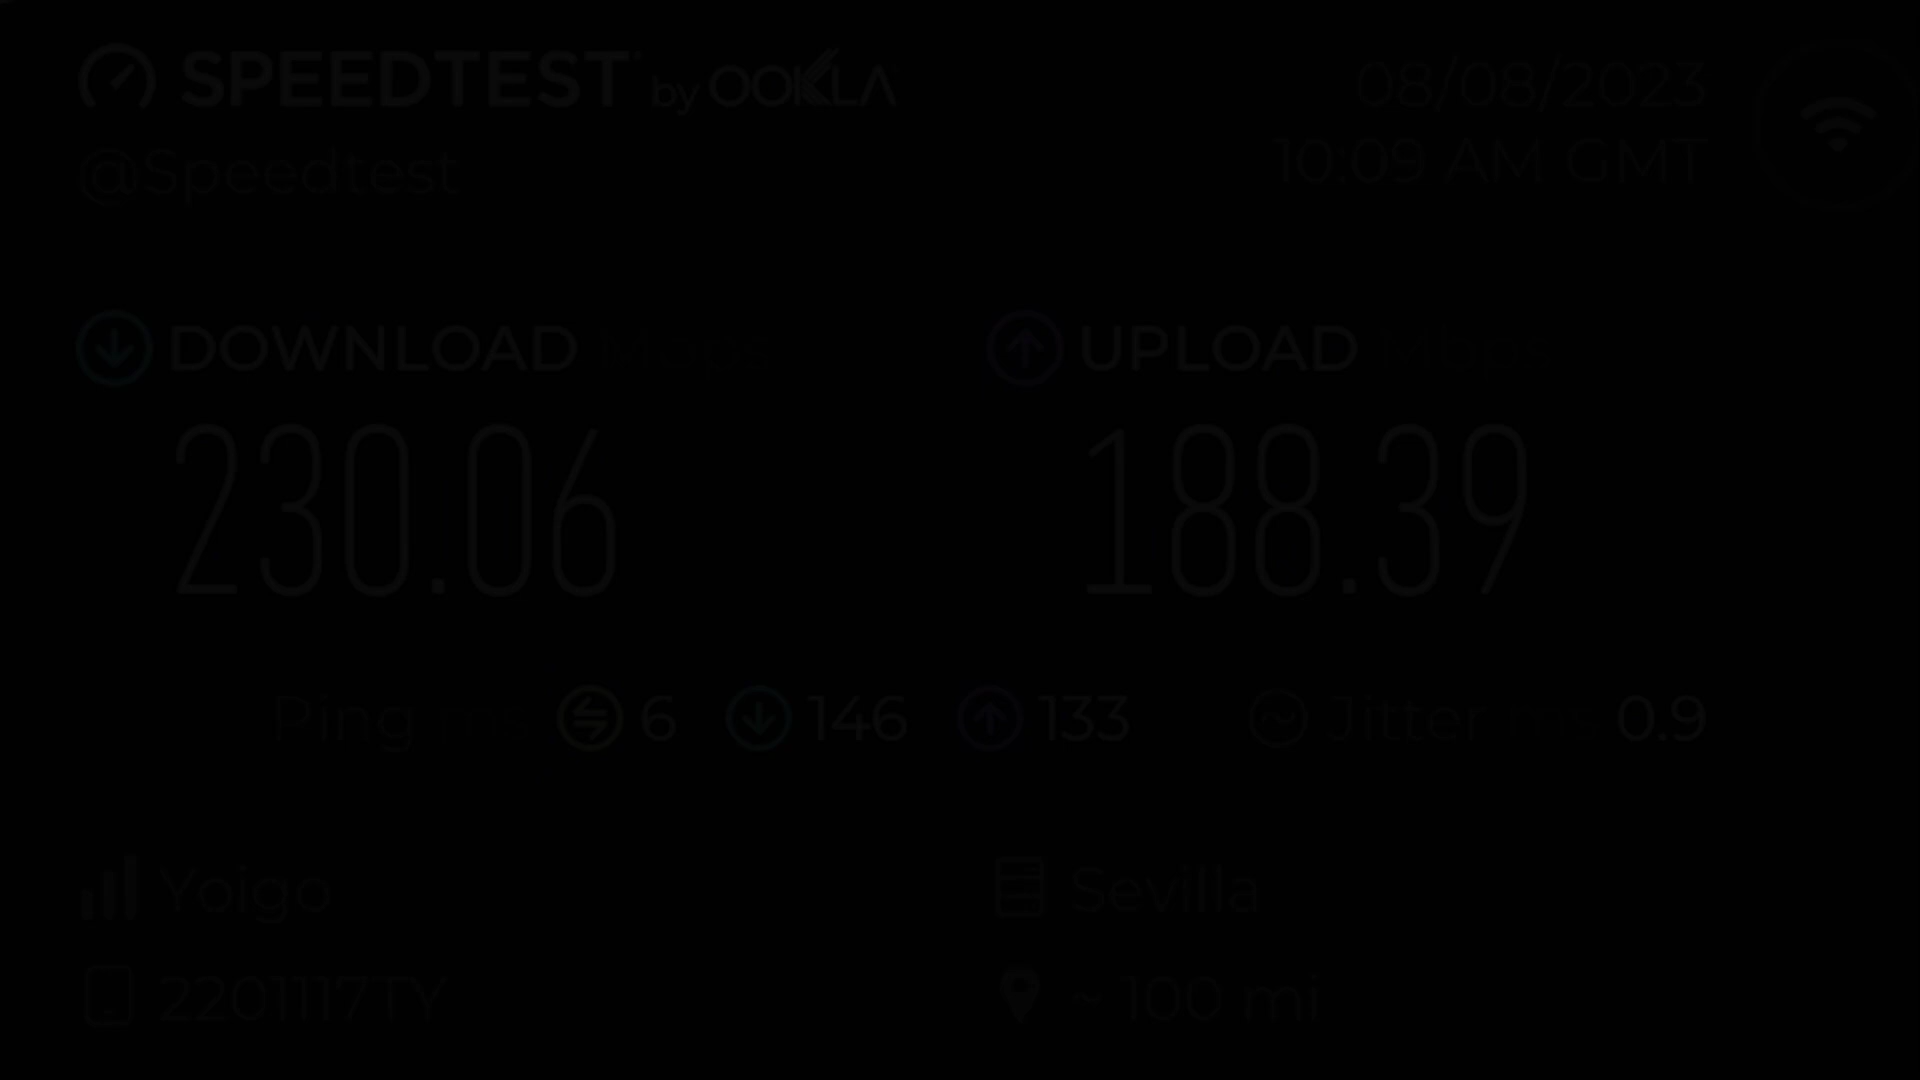 SPEEDTEST by OOKLA
@Speedtest
08/08/2023
10:09 AM GMT
DOWNLOAD Mbps
230.06
UPLOAD Mbps
188.39
Ping ms 6 146 133 Jitter ms 0.9
Yoigo
2201117TY
Sevilla
~ 100 mi